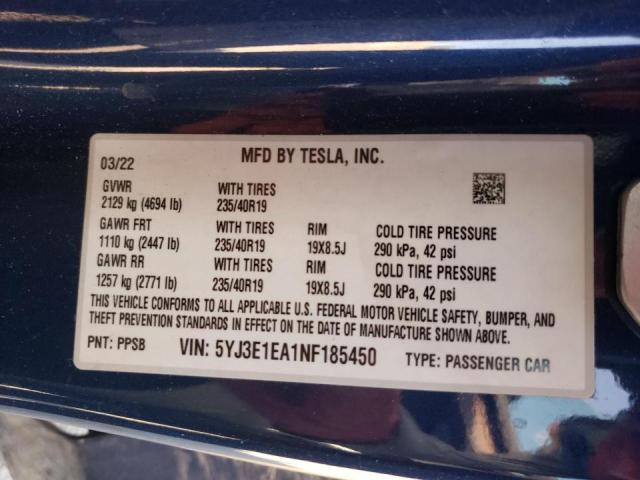 MFD BY TESLA, INC.
03/22
GVWR WITH TIRES
2129 kg (4694 lb) 235/40R19
GAWR FRT WITH TIRES RIM COLD TIRE PRESSURE
1110 kg (2447 lb) 235/40R19 19X8.5J 290 kPa, 42 psi
GAWR RR WITH TIRES RIM COLD TIRE PRESSURE
1257 kg (2771 lb) 235/40R19 19X8.5J 290 kPa, 42 psi
THIS VEHICLE CONFORMS TO ALL APPLICABLE U.S. FEDERAL MOTOR VEHICLE SAFETY, BUMPER, AND
THEFT PREVENTION STANDARDS IN EFFECT ON THE DATE OF MANUFACTURE SHOWN ABOVE.
PNT: PPSB VIN: 5YJ3E1EA1NF185450 TYPE: PASSENGER CAR